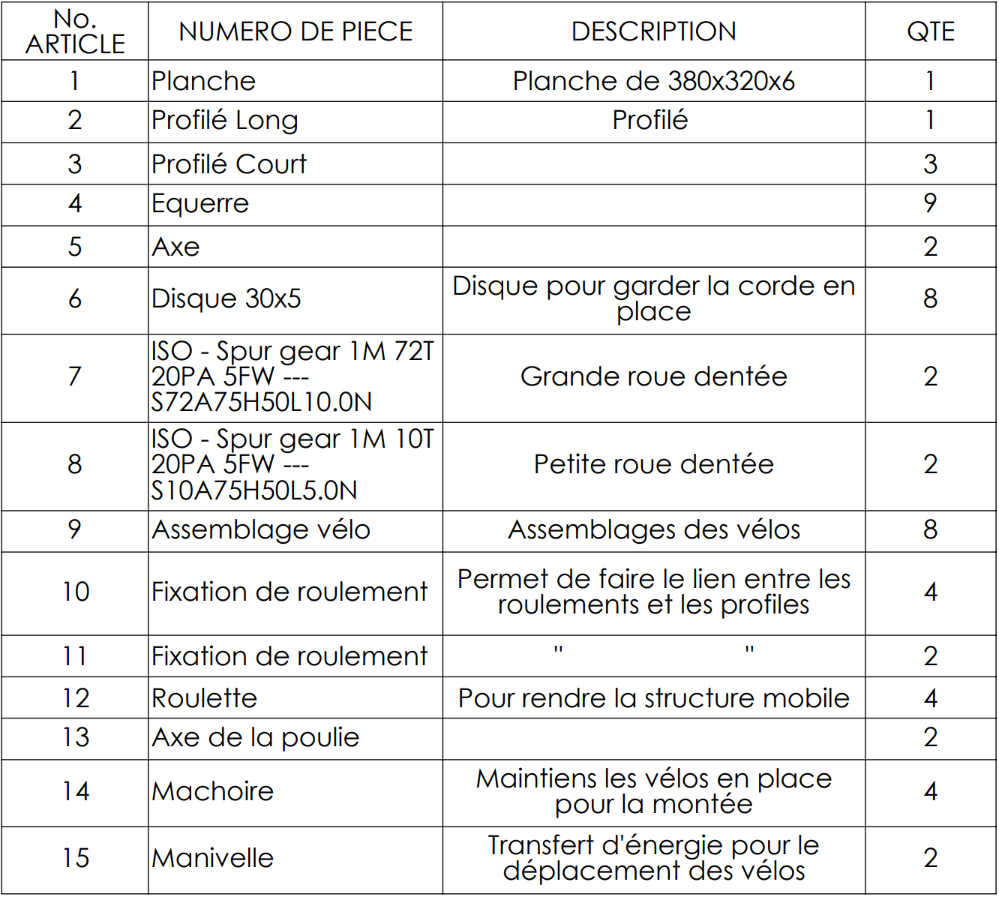 No.
ARTICLE
NUMERO DE PIECE
DESCRIPTION
QTE
1
Planche
Planche de 380x320x6
1
2
Profilé Long
Profilé
1
3
Profilé Court
3
4
Equerre
9
5
Axe
2
6
Disque 30x5
Disque pour garder la corde en
place
8
7
ISO - Spur gear 1M 72T
20PA 5FW ---
S72A75H50L10.0N
Grande roue dentée
2
8
ISO - Spur gear 1M 10T
20PA 5FW ---
S10A75H50L5.0N
Petite roue dentée
2
9
Assemblage vélo
Assemblages des vélos
8
10
Fixation de roulement
Permet de faire le lien entre les
roulements et les profiles
4
11
Fixation de roulement
" "
2
12
Roulette
Pour rendre la structure mobile
4
13
Axe de la poulie
2
14
Machoire
Maintiens les vélos en place
pour la montée
4
15
Manivelle
Transfert d'énergie pour le
déplacement des vélos
2